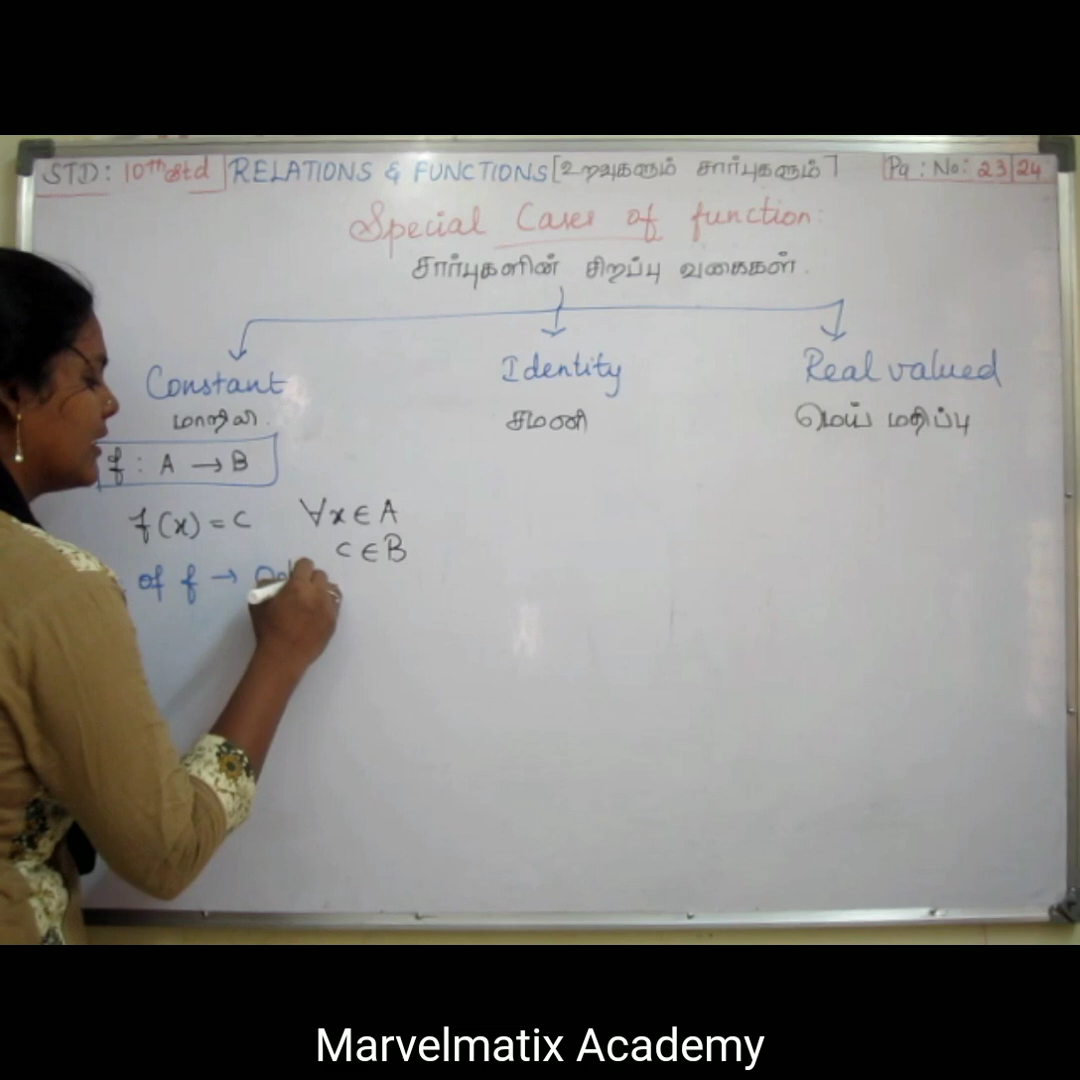 STD: 10th std RELATIONS & FUNCTIONS [உறவுகளும் சார்புகளும்] Pg: No: 23|24
Special Cases of function:
சார்புகளின் சிறப்பு வகைகள்.
Constant Identity Real valued
மாறிலி. சமனி மெய் மதிப்பு
f : A → B
f(x) = c ∀x ∈ A
c ∈ B
of f →
Marvelmatix Academy